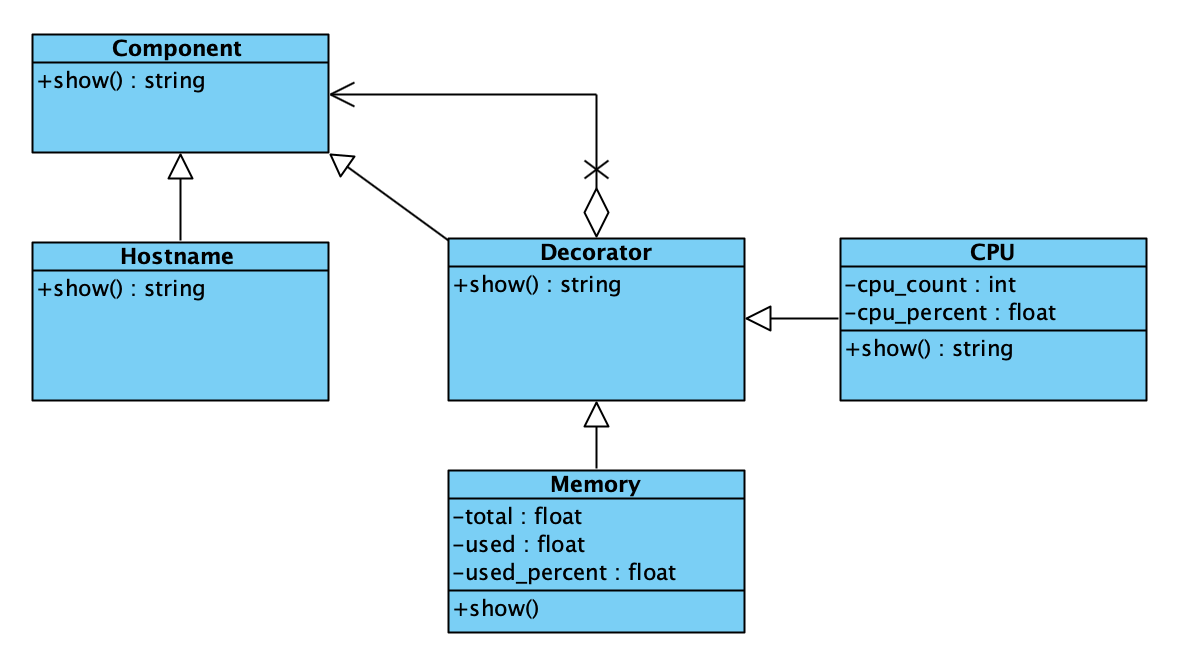 Component
+show() : string
Hostname
+show() : string
Decorator
+show() : string
CPU
-cpu_count : int
-cpu_percent : float
+show() : string
Memory
-total : float
-used : float
-used_percent : float
+show()